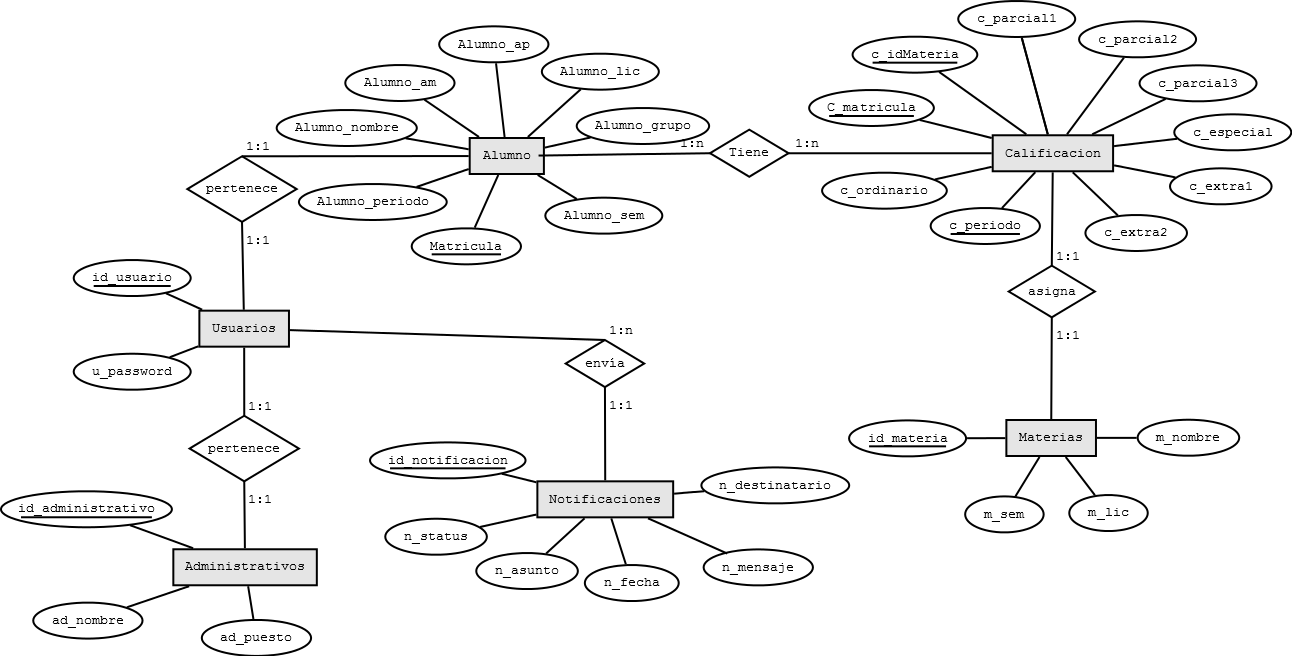 c_parcial1
Alumno_ap
c_parcial2
c_idMateria
Alumno_lic
Alumno_am
c_parcial3
C_matricula
Alumno_nombre
Alumno_grupo
c_especial
1:1
1:n
Tiene
1:n
Alumno
Calificacion
pertenece
c_ordinario
c_extra1
Alumno_periodo
Alumno_sem
c_periodo
c_extra2
1:1
Matricula
1:1
id_usuario
asigna
Usuarios
1:n
1:1
envía
u_password
1:1
1:1
id_materia
Materias
m_nombre
pertenece
id_notificacion
n_destinatario
1:1
Notificaciones
id_administrativo
m_sem
m_lic
n_status
Administrativos
n_asunto
n_fecha
n_mensaje
ad_nombre
ad_puesto